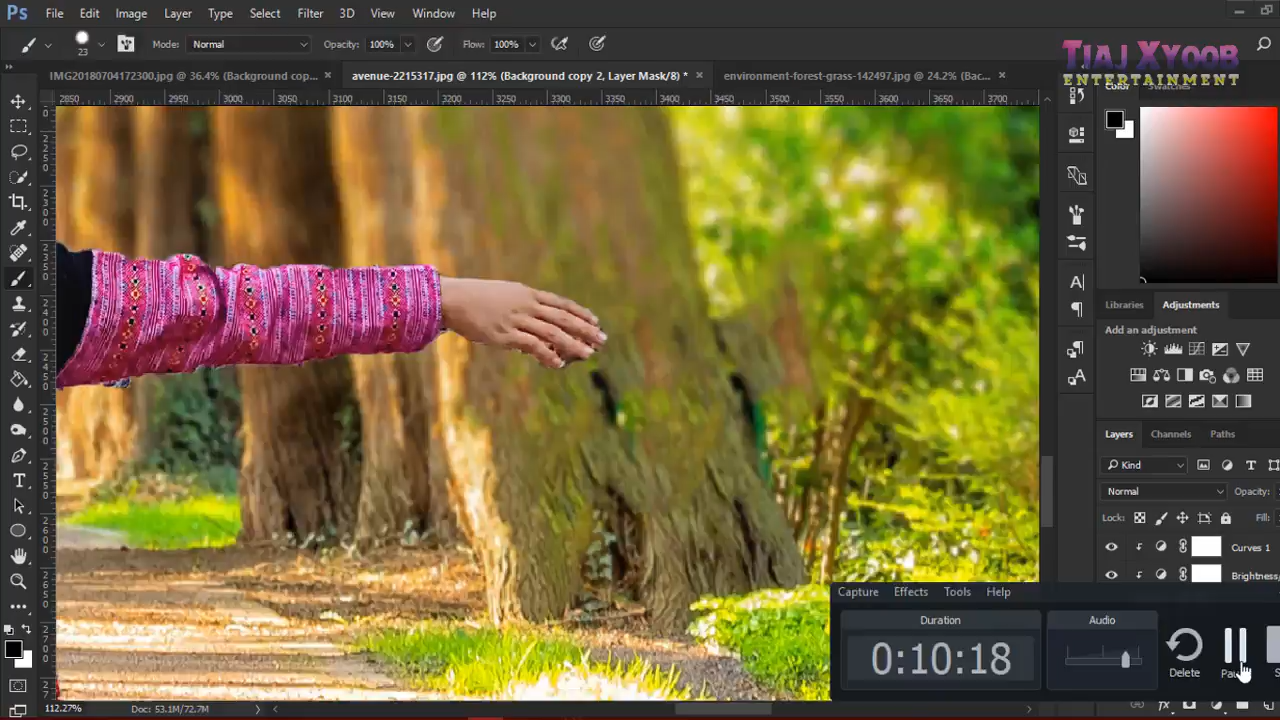 Ps File Edit Image Layer Type Select Filter 3D View Window Help
23 Mode: Normal Opacity: 100% Flow: 100%
TIAJ XYOOB
ENTERTAINMENT
IMG20180704172300.jpg @ 36.4% (Background cop... × avenue-2215317.jpg @ 112% (Background copy 2, Layer Mask/8) * × environment-forest-grass-142497.jpg @ 24.2% (Bac... ×
Color Swatches
2850 2900 2950 3000 3050 3100 3150 3200 3250 3300 3350 3400 3450 3500 3550 3600 3650 3700
Libraries Adjustments
Add an adjustment
Layers Channels Paths
Kind
Normal Opacity:
Lock: Fill:
Curves 1
Brightness
Capture Effects Tools Help
Duration Audio
0:10:18
Delete Pau
112.27% Doc: 53.1M/72.7M